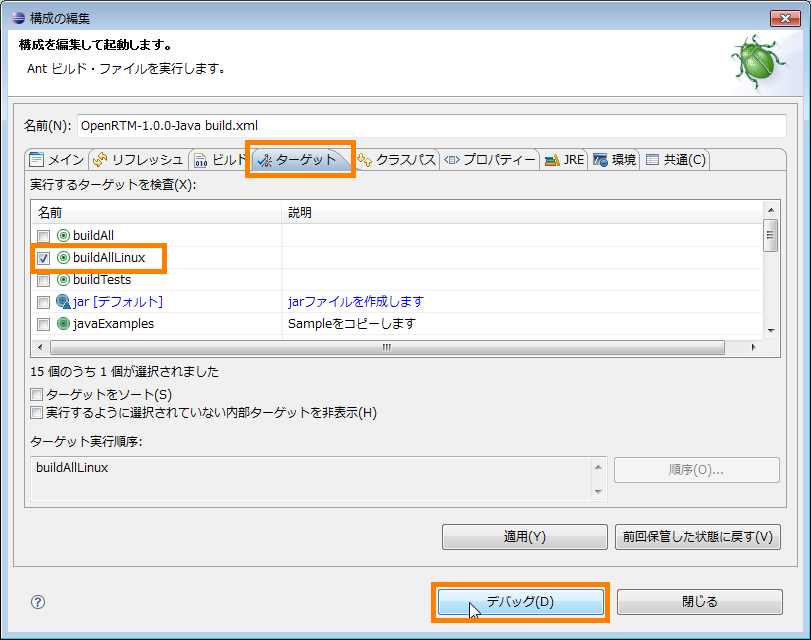 構成の編集
構成を編集して起動します。
Ant ビルド・ファイルを実行します。
名前(N): OpenRTM-1.0.0-Java build.xml
メイン リフレッシュ ビルド ターゲット クラスパス プロパティー JRE 環境 共通(C)
実行するターゲットを検査(X):
名前 説明
buildAll
buildAllLinux
buildTests
jar [デフォルト] jarファイルを作成します
javaExamples Sampleをコピーします
15 個のうち 1 個が選択されました
ターゲットをソート(S)
実行するように選択されていない内部ターゲットを非表示(H)
ターゲット実行順序:
buildAllLinux
順序(O)...
適用(Y) 前回保管した状態に戻す(V)
デバッグ(D) 閉じる